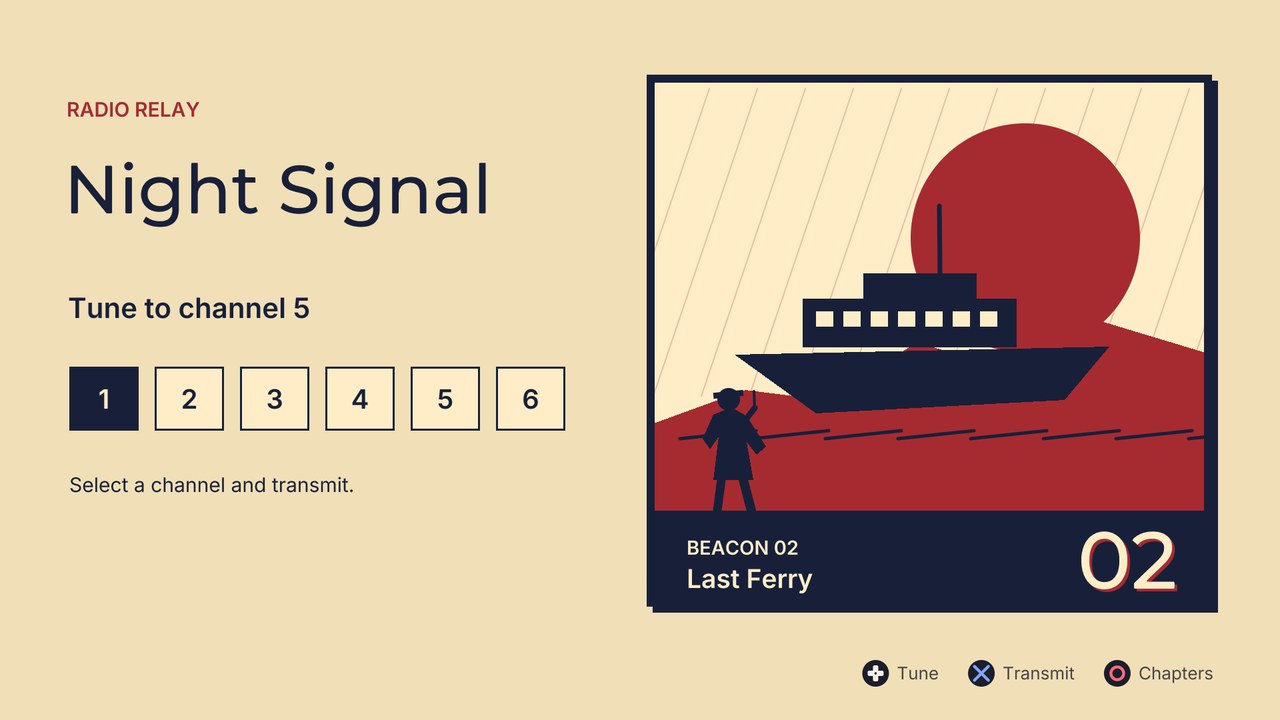 RADIO RELAY
Night Signal
Tune to channel 5
1 2 3 4 5 6
Select a channel and transmit.
BEACON 02
Last Ferry
02
Tune Transmit Chapters